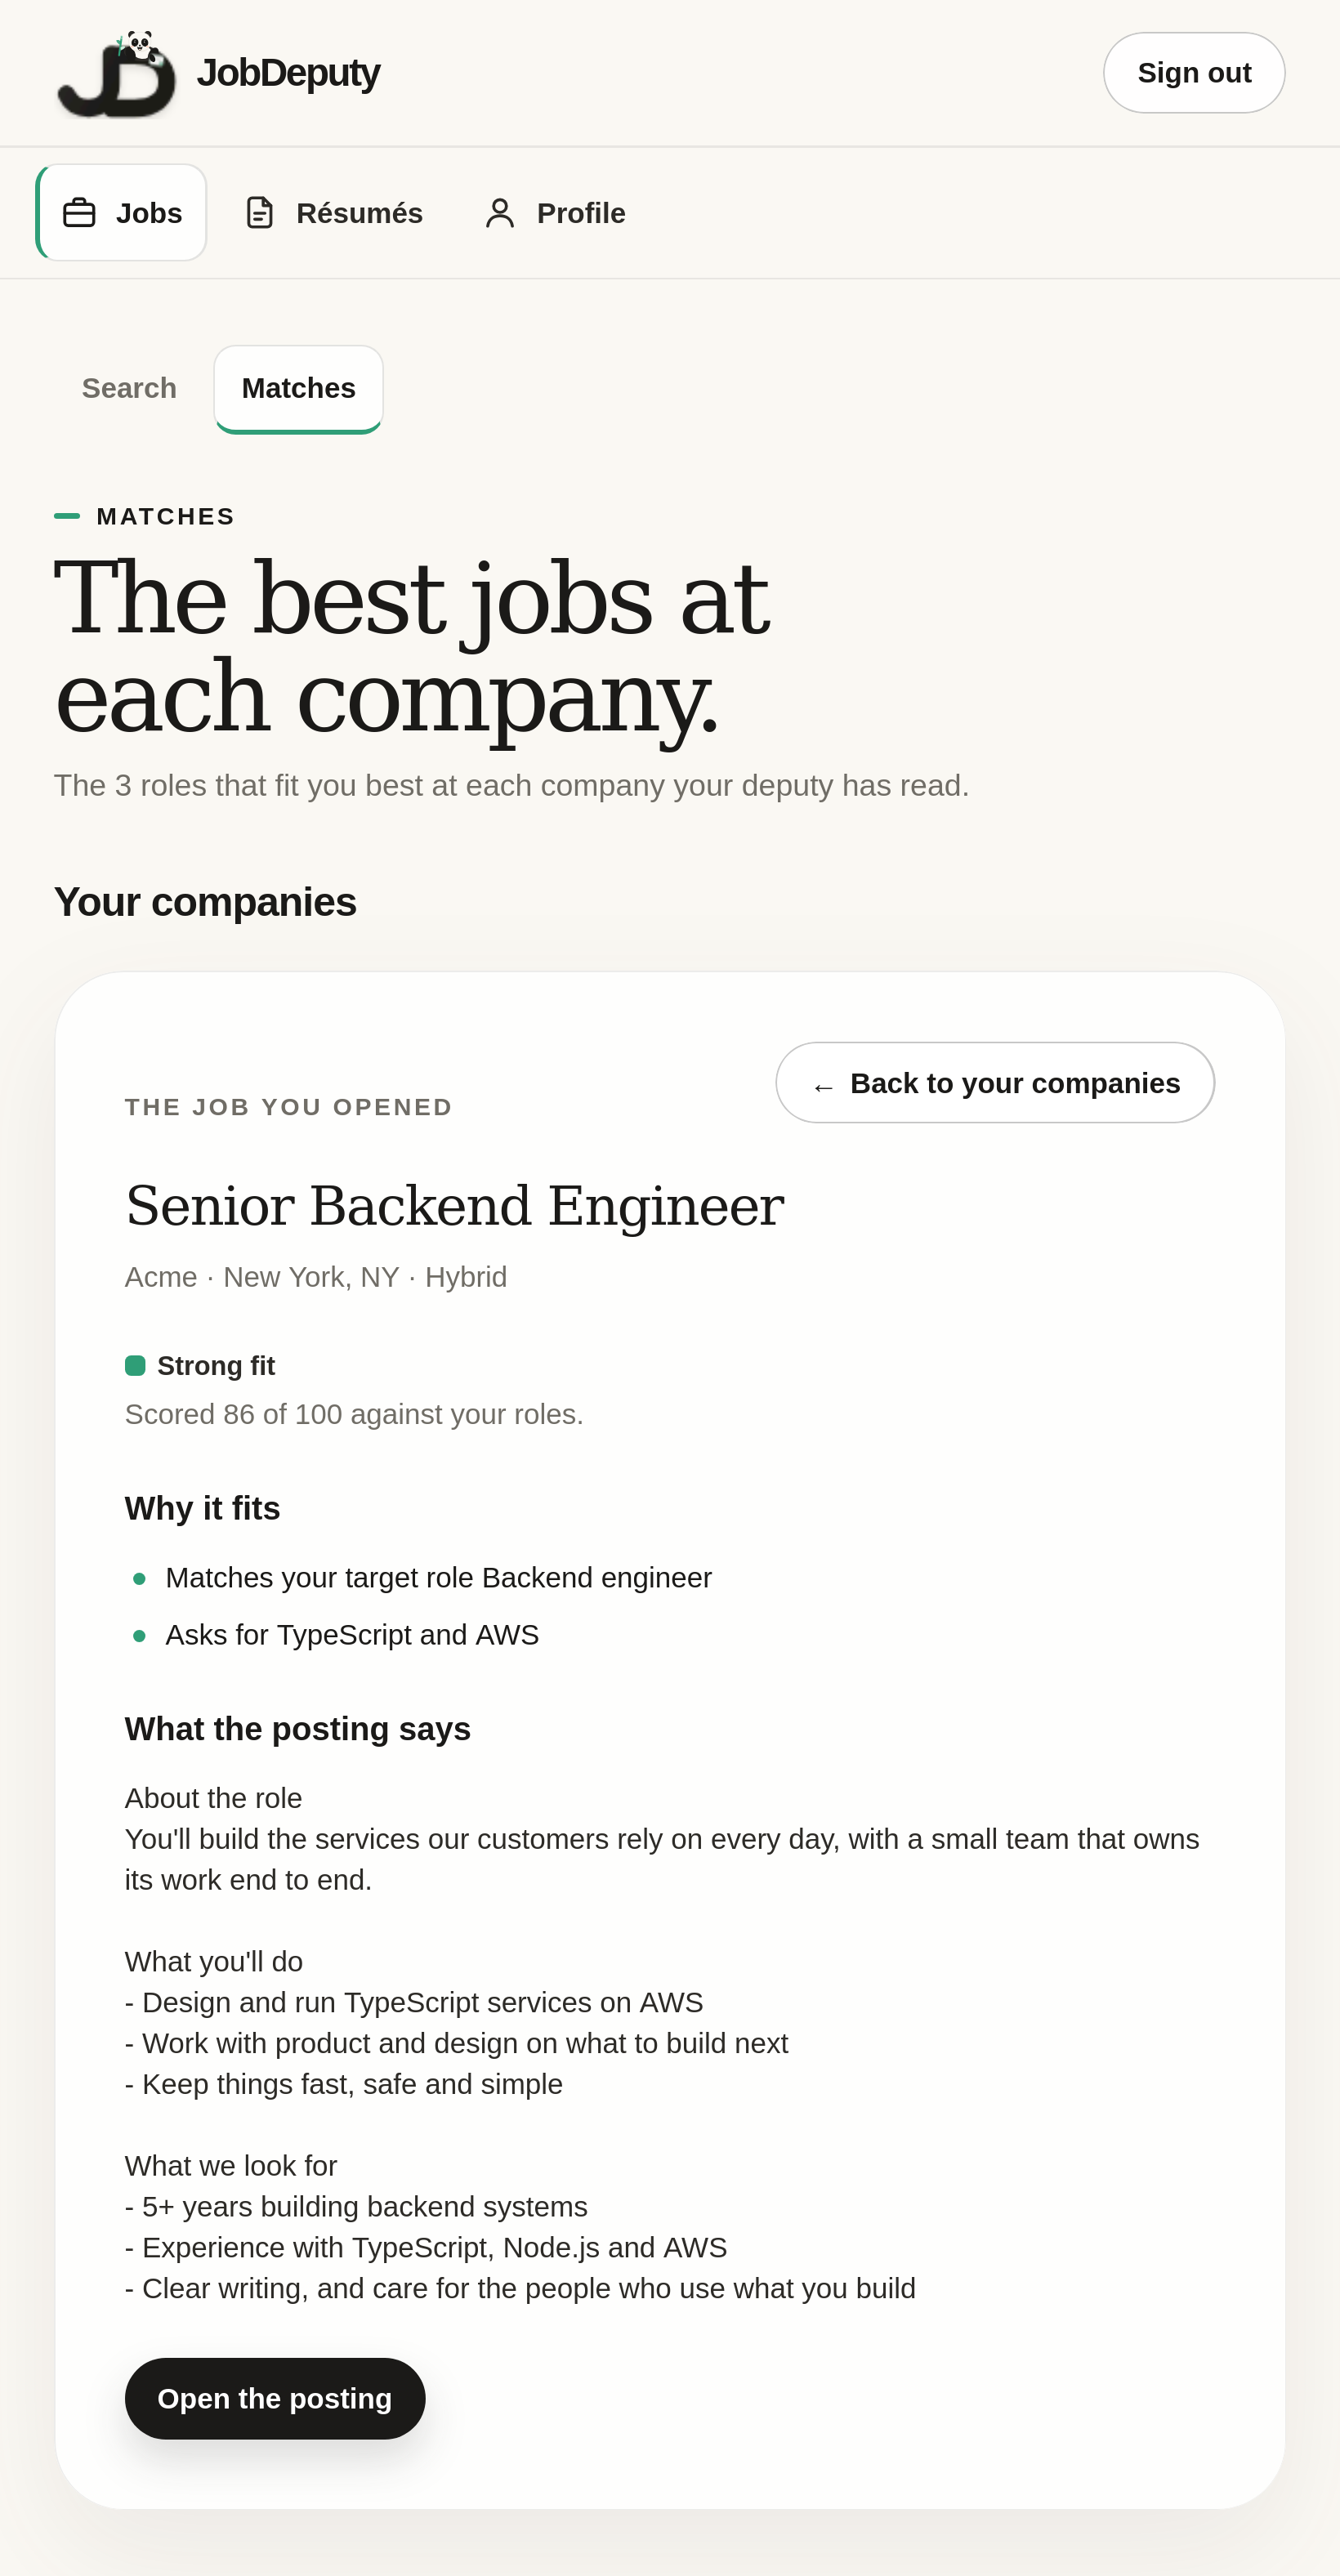 JD JobDeputy
Sign out
Jobs
Résumés
Profile
Search
Matches
MATCHES
The best jobs at
each company.
The 3 roles that fit you best at each company your deputy has read.
Your companies
THE JOB YOU OPENED
← Back to your companies
Senior Backend Engineer
Acme · New York, NY · Hybrid
Strong fit
Scored 86 of 100 against your roles.
Why it fits
Matches your target role Backend engineer
Asks for TypeScript and AWS
What the posting says
About the role
You'll build the services our customers rely on every day, with a small team that owns
its work end to end.
What you'll do
- Design and run TypeScript services on AWS
- Work with product and design on what to build next
- Keep things fast, safe and simple
What we look for
- 5+ years building backend systems
- Experience with TypeScript, Node.js and AWS
- Clear writing, and care for the people who use what you build
Open the posting